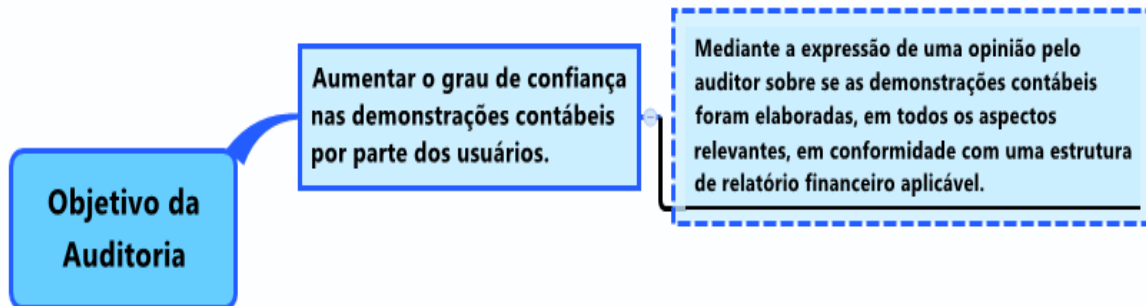 Objetivo da
Auditoria
Aumentar o grau de confiança
nas demonstrações contábeis
por parte dos usuários.
Mediante a expressão de uma opinião pelo
auditor sobre se as demonstrações contábeis
foram elaboradas, em todos os aspectos
relevantes, em conformidade com uma estrutura
de relatório financeiro aplicável.